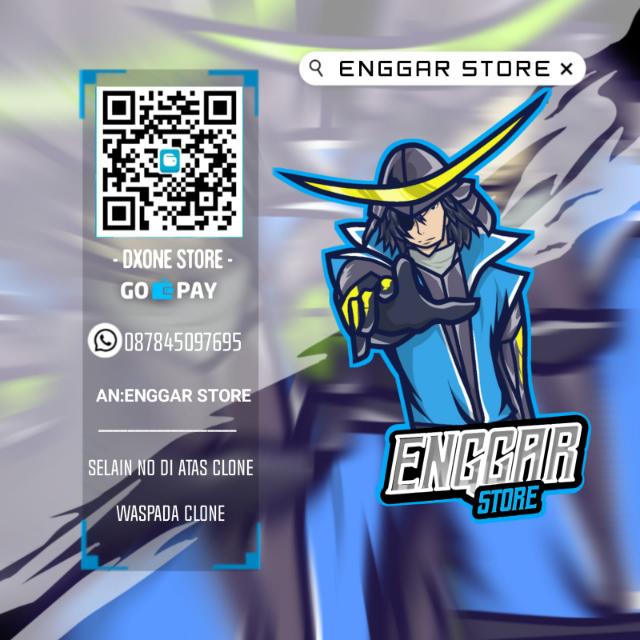 ENGGAR STORE ×
- DXONE STORE -
GO PAY
087845097695
AN:ENGGAR STORE
SELAIN NO DI ATAS CLONE
WASPADA CLONE
ENGGAR
STORE